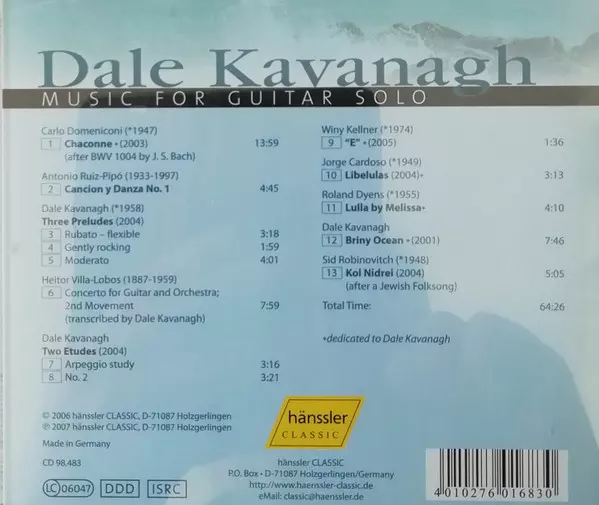 Dale Kavanagh
MUSIC FOR GUITAR SOLO
Carlo Domeniconi (*1947)
1 Chaconne • (2003) 13:59
(after BWV 1004 by J. S. Bach)
Antonio Ruiz-Pipó (1933-1997)
2 Cancion y Danza No. 1 4:45
Dale Kavanagh (*1958)
Three Preludes (2004)
3 Rubato – flexible 3:18
4 Gently rocking 1:59
5 Moderato 4:01
Heitor Villa-Lobos (1887-1959)
6 Concerto for Guitar and Orchestra;
2nd Movement 7:59
(transcribed by Dale Kavanagh)
Dale Kavanagh
Two Etudes (2004)
7 Arpeggio study 3:16
8 No. 2 3:21
Winy Kellner (*1974)
9 "E" • (2005) 1:36
Jorge Cardoso (*1949)
10 Libelulas (2004)• 3:13
Roland Dyens (*1955)
11 Lulla by Melissa• 4:10
Dale Kavanagh
12 Briny Ocean • (2001) 7:46
Sid Robinovitch (*1948)
13 Kol Nidrei (2004) 5:05
(after a Jewish Folksong)
Total Time: 64:26
•dedicated to Dale Kavanagh
© 2006 hänssler CLASSIC, D-71087 Holzgerlingen
℗ 2007 hänssler CLASSIC, D-71087 Holzgerlingen
Made in Germany
CD 98.483
LC 06047 DDD ISRC
hänssler
CLASSIC
hänssler CLASSIC
P.O. Box • D-71087 Holzgerlingen/Germany
http://www.haenssler-classic.de
eMail: classic@haenssler.de
4 010276 016830